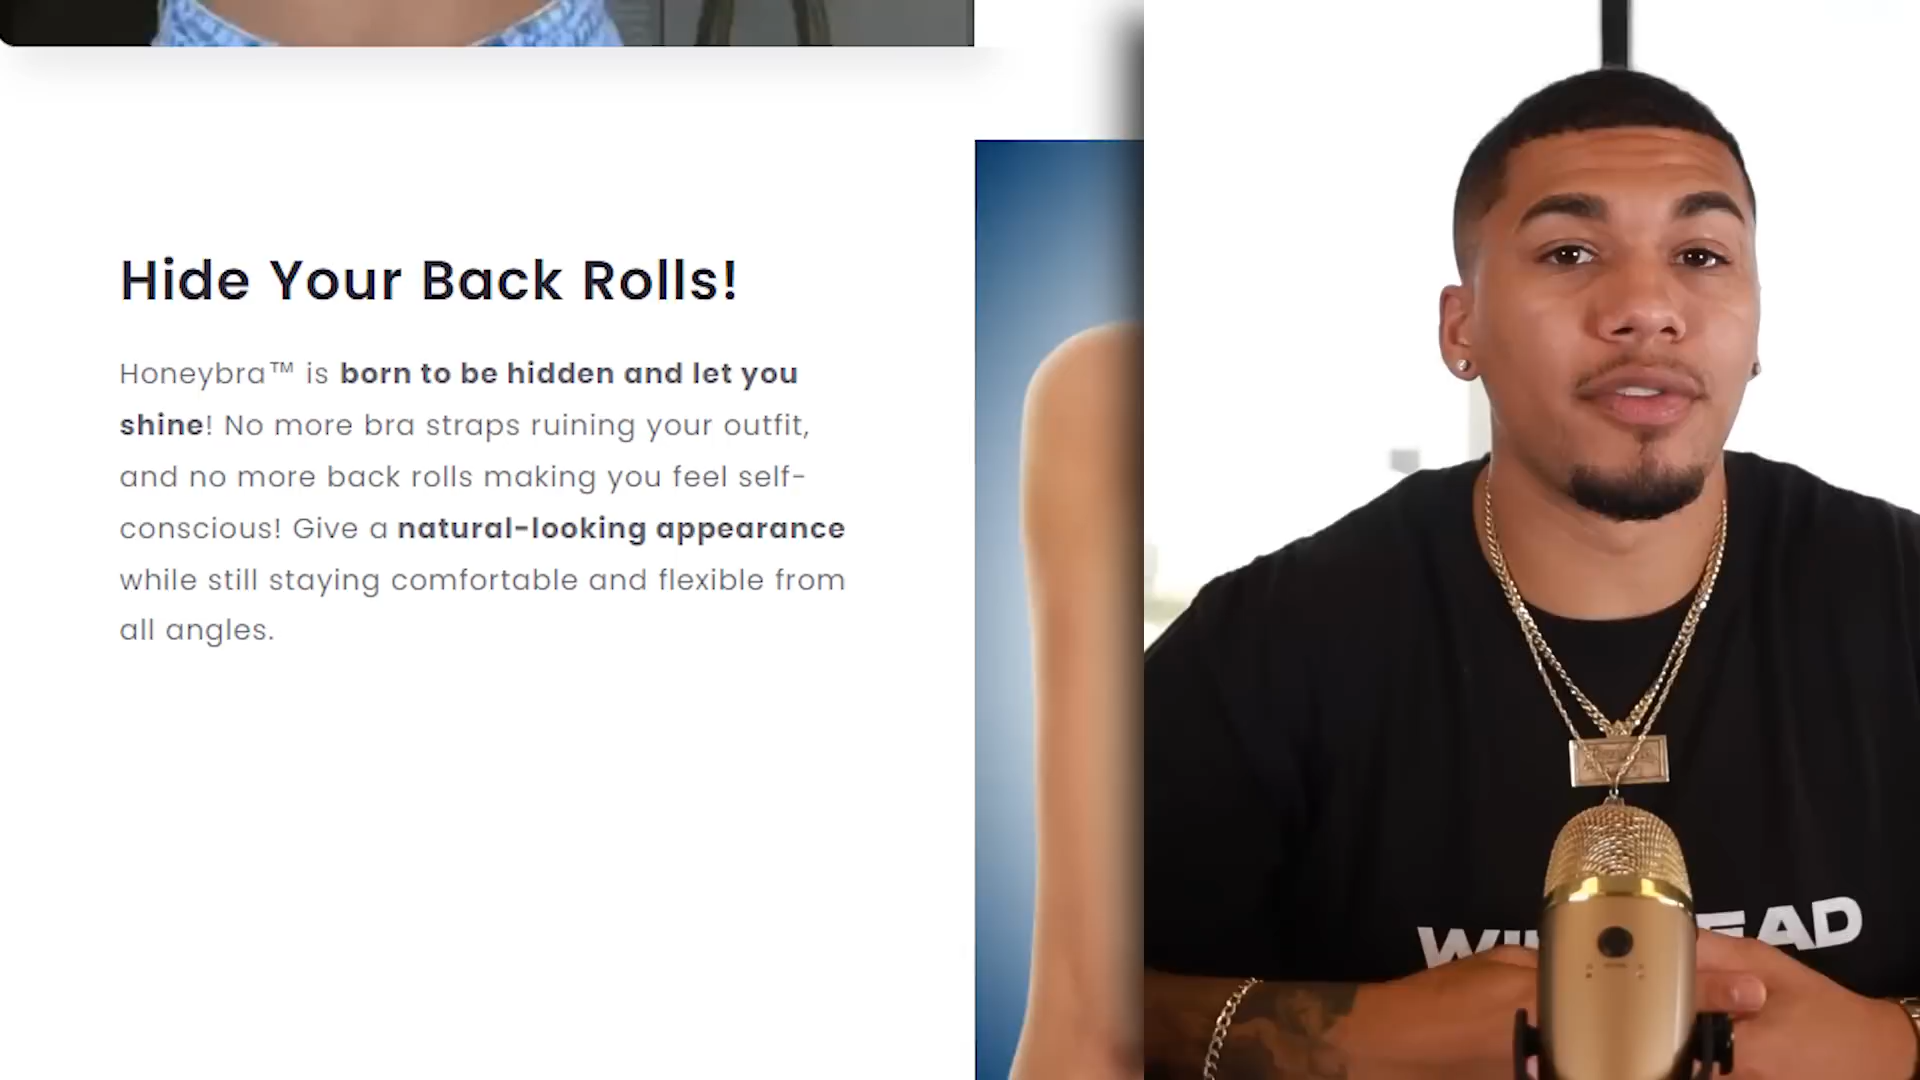 Hide Your Back Rolls!
Honeybra™ is born to be hidden and let you
shine! No more bra straps ruining your outfit,
and no more back rolls making you feel self-
conscious! Give a natural-looking appearance
while still staying comfortable and flexible from
all angles.